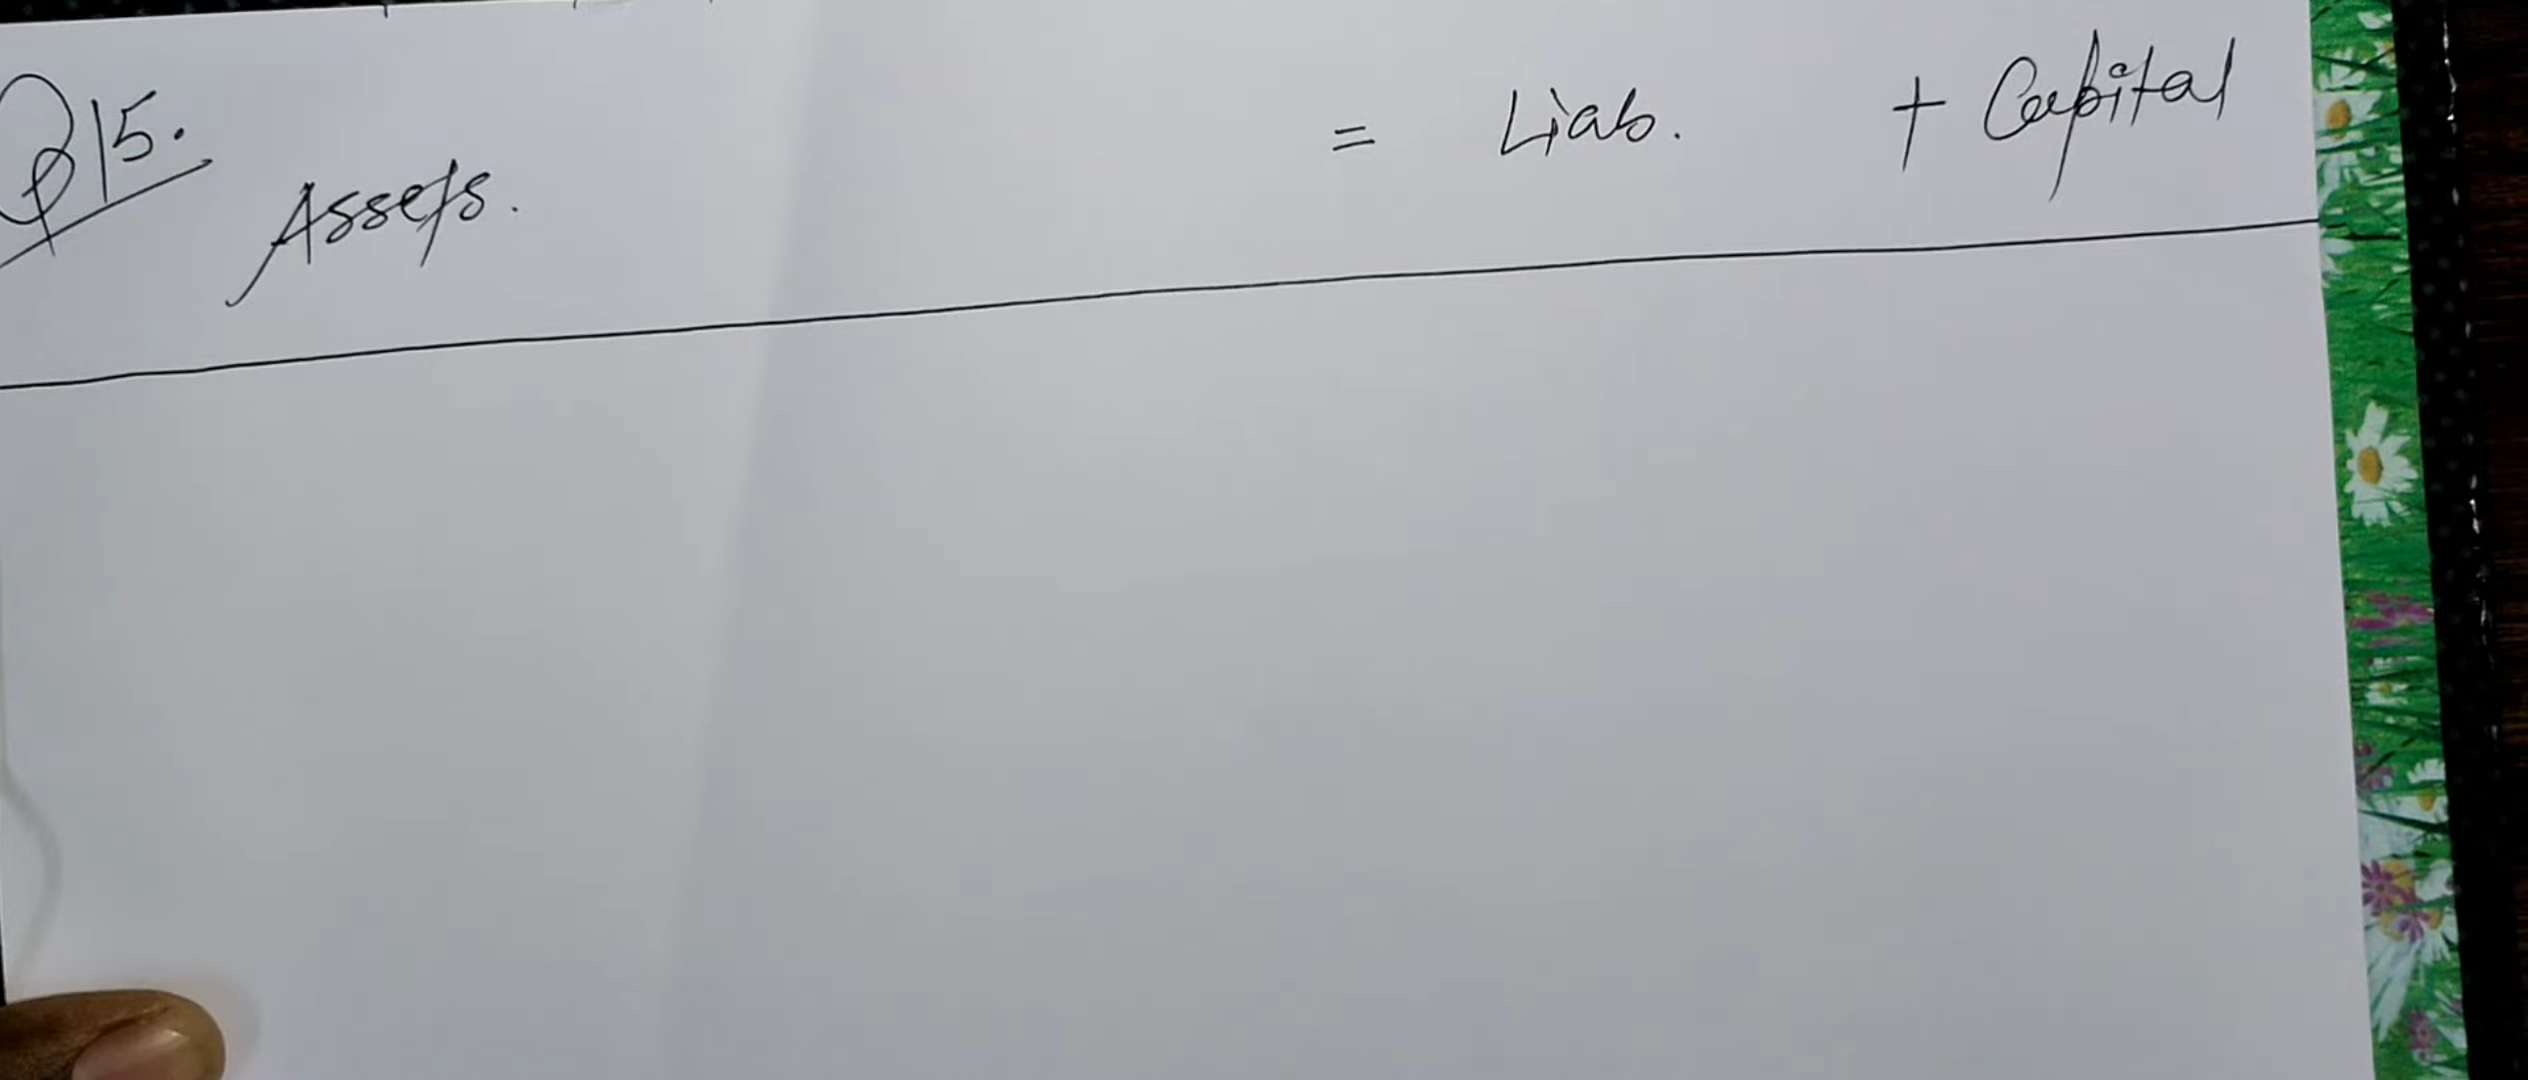 Q15.
Assets. = Liab. + Capital